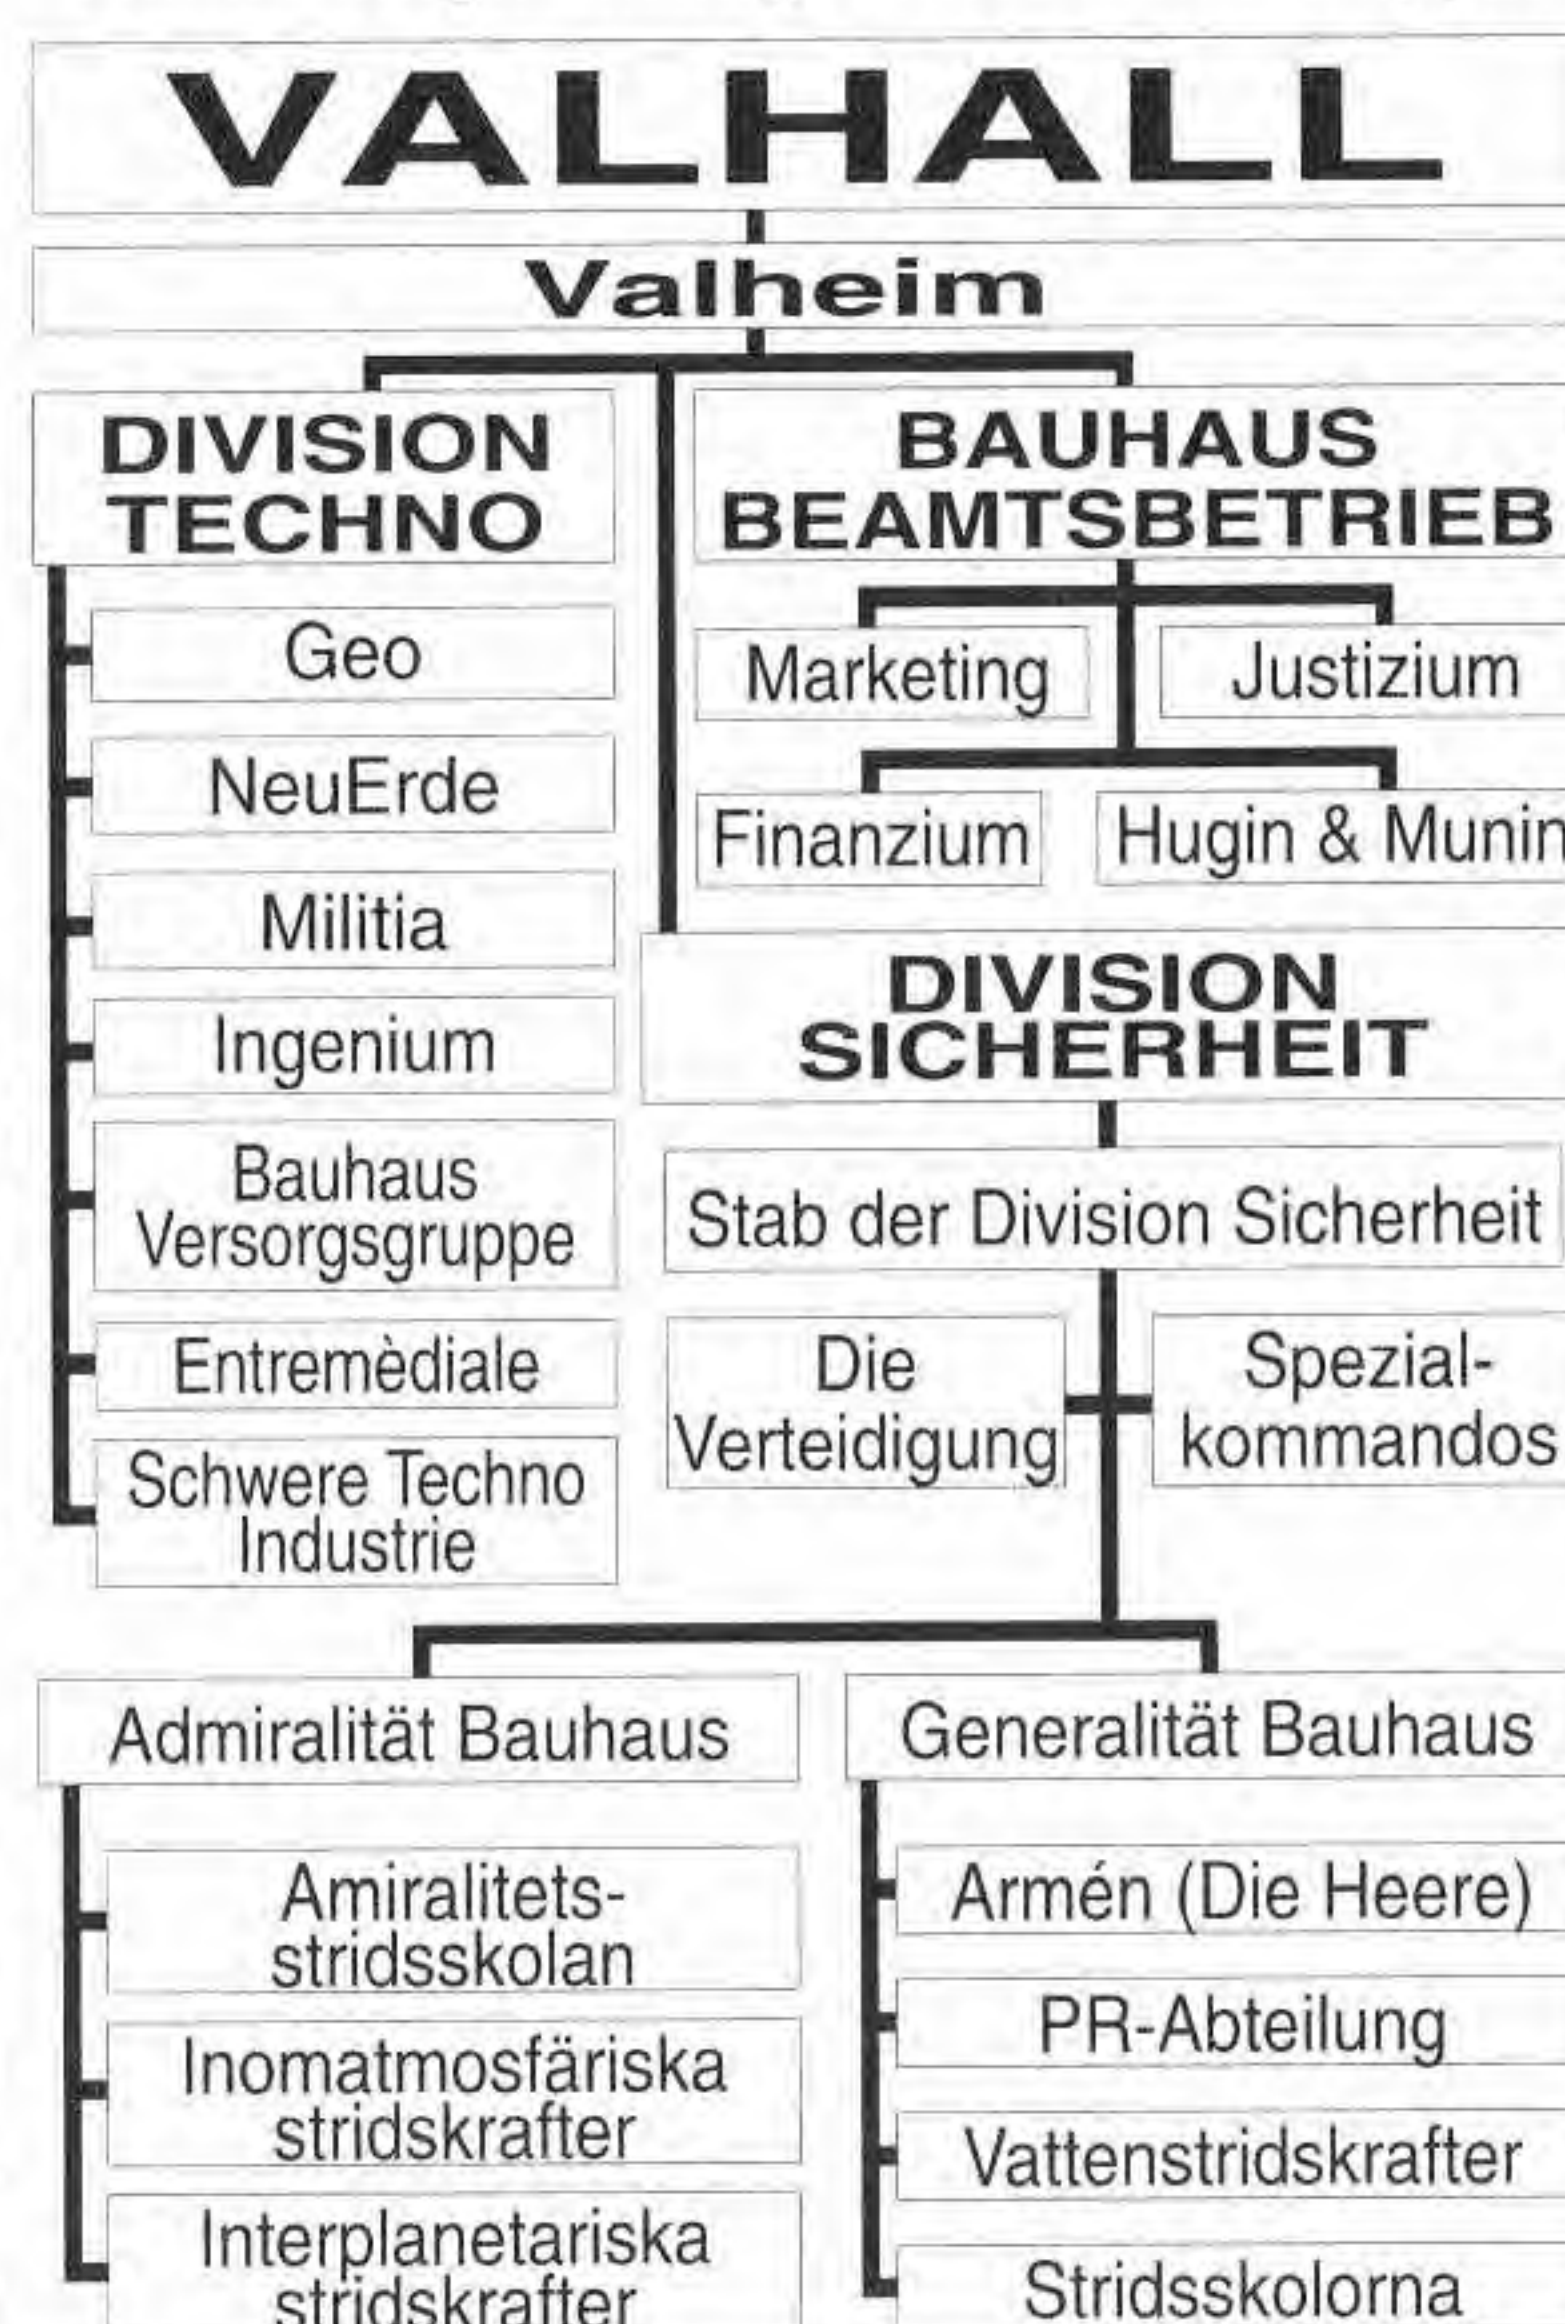 VALHALL
Valheim
DIVISION
TECHNO
Geo
NeuErde
Militia
Ingenium
Bauhaus
Versorgsgruppe
Entremèdiale
Schwere Techno
Industrie
BAUHAUS
BEAMTSBETRIEB
Marketing
Justizium
Finanzium
Hugin & Munin
DIVISION
SICHERHEIT
Stab der Division Sicherheit
Die
Verteidigung
Spezial-
kommandos
Admiralität Bauhaus
Amiralitets-
stridsskolan
Inomatmosfäriska
stridskrafter
Interplanetariska
stridskrafter
Generalität Bauhaus
Armén (Die Heere)
PR-Abteilung
Vattenstridskrafter
Stridsskolorna